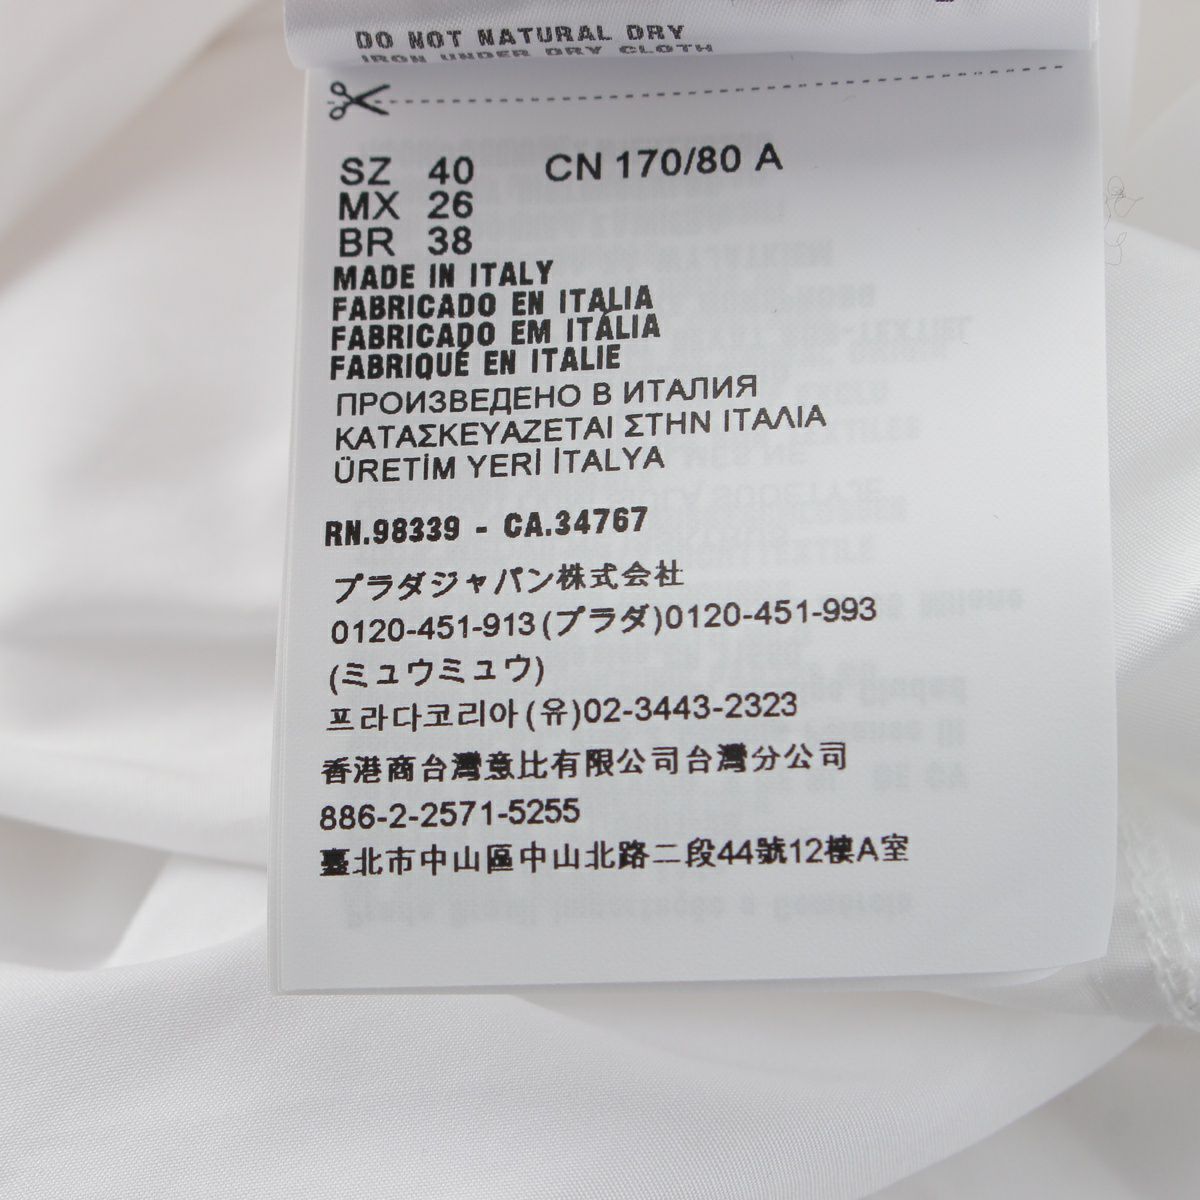 DO NOT NATURAL DRY
IRON UNDER DRY CLOTH
SZ 40 CN 170/80 A
MX 26
BR 38
MADE IN ITALY
FABRICADO EN ITALIA
FABRICADO EM ITÁLIA
FABRIQUÉ EN ITALIE
ПРОИЗВЕДЕНО В ИТАЛИЯ
ΚΑΤΑΣΚΕΥΑΖΕΤΑΙ ΣΤΗΝ ΙΤΑΛΙΑ
ÜRETİM YERİ İTALYA
RN.98339 - CA.34767
プラダジャパン株式会社
0120-451-913(プラダ)0120-451-993
(ミュウミュウ)
프라다코리아(유)02-3443-2323
香港商台灣意比有限公司台灣分公司
886-2-2571-5255
臺北市中山區中山北路二段44號12樓A室